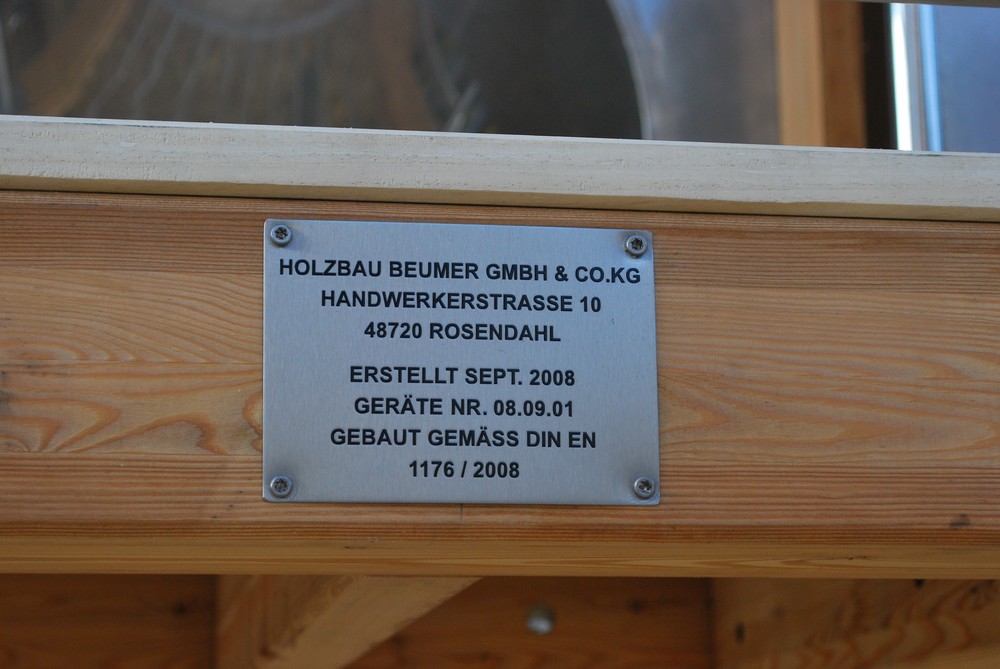 HOLZBAU BEUMER GMBH & CO.KG
HANDWERKERSTRASSE 10
48720 ROSENDAHL
ERSTELLT SEPT. 2008
GERÄTE NR. 08.09.01
GEBAUT GEMÄSS DIN EN
1176 / 2008